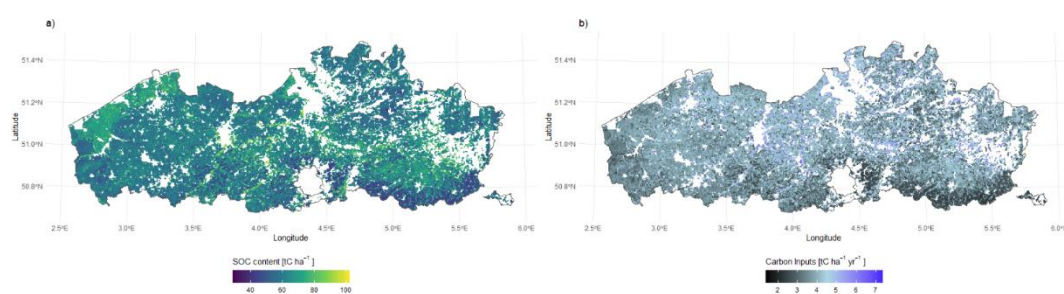 a)
51.4°N
51.2°N
51.0°N
50.8°N
Latitude
2.5°E 3.0°E 3.5°E 4.0°E 4.5°E 5.0°E 5.5°E 6.0°E
Longitude
SOC content [tC ha⁻¹ ]
40 60 80 100
b)
51.4°N
51.2°N
51.0°N
50.8°N
Latitude
2.5°E 3.0°E 3.5°E 4.0°E 4.5°E 5.0°E 5.5°E 6.0°E
Longitude
Carbon Inputs [tC ha⁻¹ yr⁻¹ ]
2 3 4 5 6 7